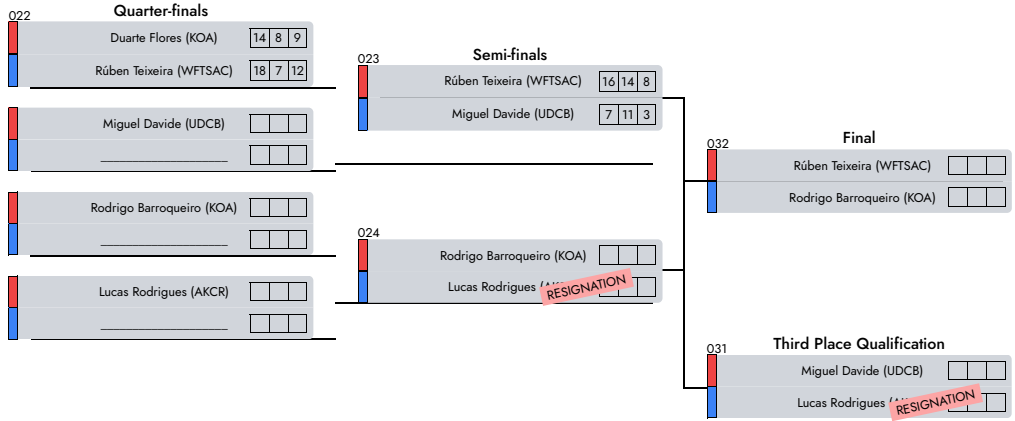 Quarter-finals
022
Duarte Flores (KOA) 14 8 9
Rúben Teixeira (WFTSAC) 18 7 12
Miguel Davide (UDCB)
Rodrigo Barroqueiro (KOA)
Lucas Rodrigues (AKCR)
Semi-finals
023
Rúben Teixeira (WFTSAC) 16 14 8
Miguel Davide (UDCB) 7 11 3
024
Rodrigo Barroqueiro (KOA)
Lucas Rodrigues
RESIGNATION
Final
032
Rúben Teixeira (WFTSAC)
Rodrigo Barroqueiro (KOA)
Third Place Qualification
031
Miguel Davide (UDCB)
Lucas Rodrigues
RESIGNATION